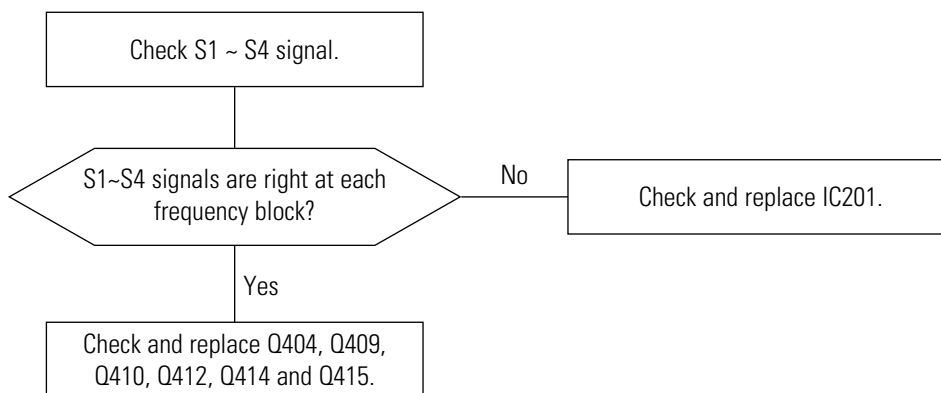 Check S1 ~ S4 signal.
S1~S4 signals are right at each
frequency block?
No
Check and replace IC201.
Yes
Check and replace Q404, Q409,
Q410, Q412, Q414 and Q415.